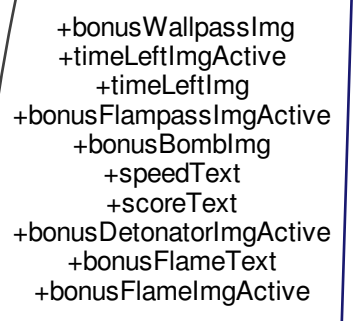 +bonusWallpassImg
+timeLeftImgActive
+timeLeftImg
+bonusFlampassImgActive
+bonusBombImg
+speedText
+scoreText
+bonusDetonatorImgActive
+bonusFlameText
+bonusFlameImgActive